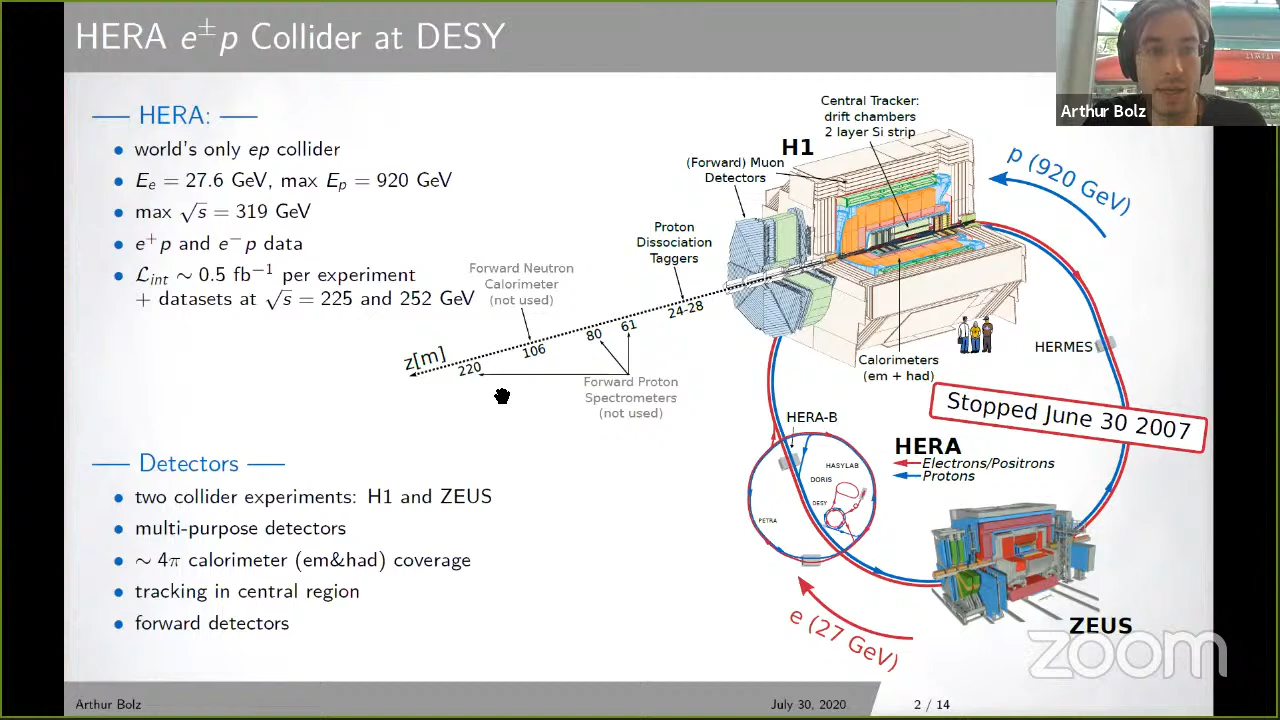 HERA e±p Collider at DESY
Arthur Bolz
HERA:
world's only ep collider
Eₑ = 27.6 GeV, max Eₚ = 920 GeV
max √s = 319 GeV
e⁺p and e⁻p data
ℒᵢₙₜ ∼ 0.5 fb⁻¹ per experiment
+ datasets at √s = 225 and 252 GeV
Detectors
two collider experiments: H1 and ZEUS
multi-purpose detectors
∼ 4π calorimeter (em&had) coverage
tracking in central region
forward detectors
Central Tracker:
drift chambers
2 layer Si strip
H1
(Forward) Muon
Detectors
p (920 GeV)
Proton
Dissociation
Taggers
Forward Neutron
Calorimeter
(not used)
z[m]
220
106
80
61
24-28
Forward Proton
Spectrometers
(not used)
Calorimeters
(em + had)
HERMES
Stopped June 30 2007
HERA-B
HERA
Electrons/Positrons
Protons
HASYLAB
DORIS
DESY
PETRA
e (27 GeV)
ZEUS
zoom
Arthur Bolz
July 30, 2020
2 / 14